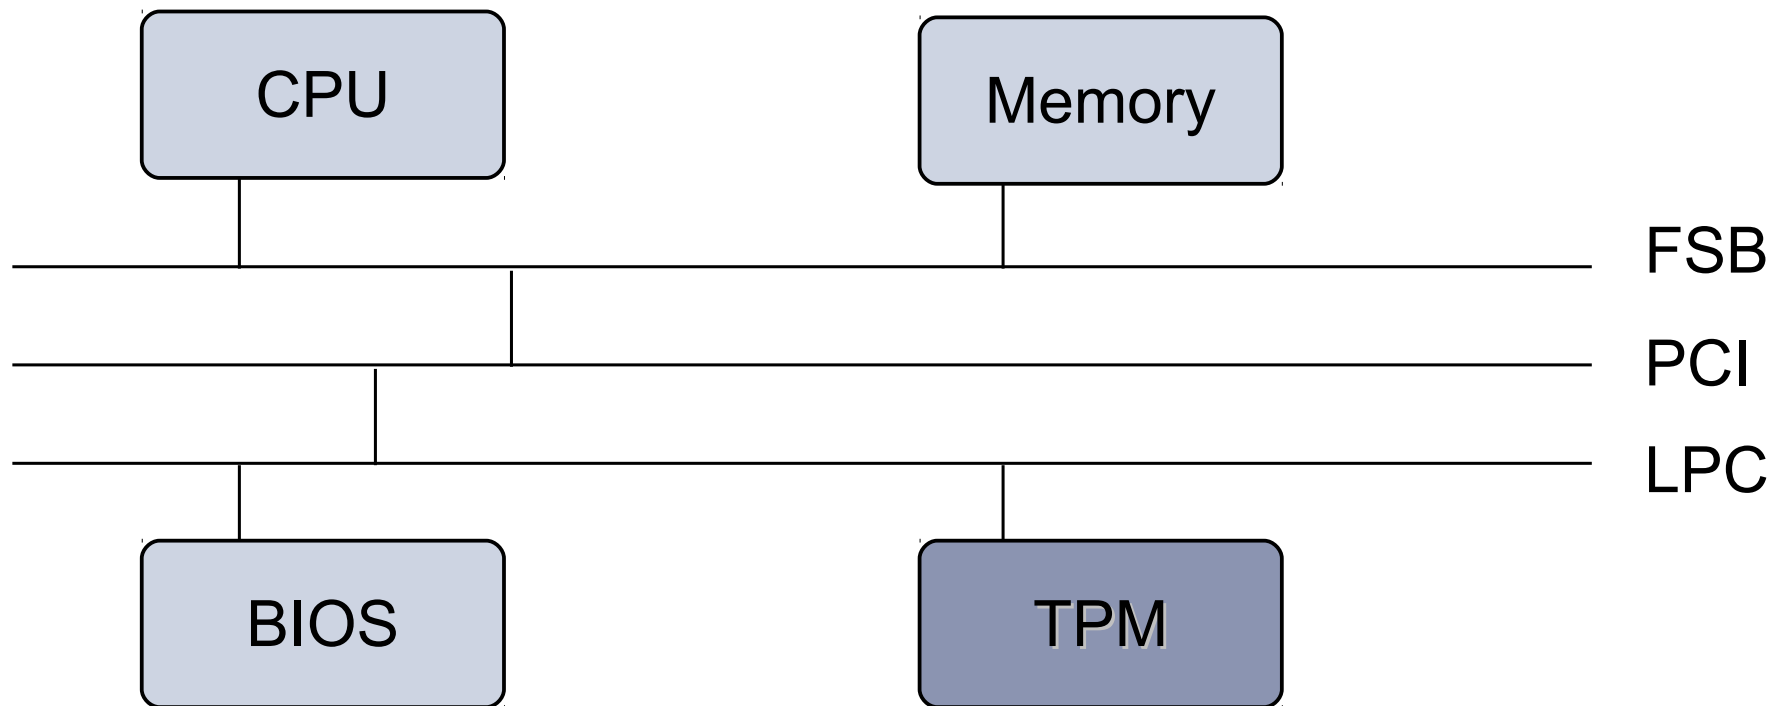 CPU
Memory
FSB
PCI
LPC
BIOS
TPM